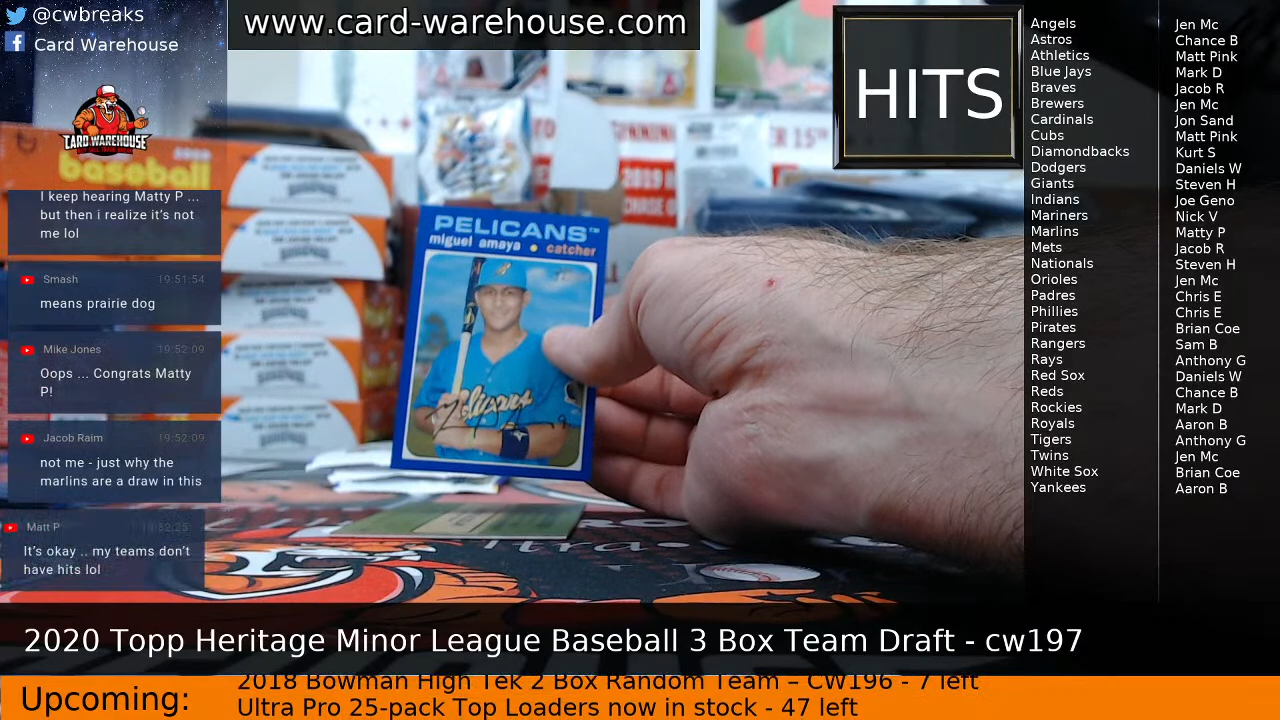 @cwbreaks
Card Warehouse
www.card-warehouse.com
CARD WAREHOUSE
baseball
I keep hearing Matty P ...
but then i realize it's not
me lol
Smash 19:51:54
means prairie dog
Mike Jones 19:52:09
Oops ... Congrats Matty
P!
Jacob Raim 19:52:09
not me - just why the
marlins are a draw in this
Matt P 19:52:25
It's okay .. my teams don't
have hits lol
PELICANS™
miguel amaya • catcher
Pelicans
HITS
Angels Jen Mc
Astros Chance B
Athletics Matt Pink
Blue Jays Mark D
Braves Jacob R
Brewers Jen Mc
Cardinals Jon Sand
Cubs Matt Pink
Diamondbacks Kurt S
Dodgers Daniels W
Giants Steven H
Indians Joe Geno
Mariners Nick V
Marlins Matty P
Mets Jacob R
Nationals Steven H
Orioles Jen Mc
Padres Chris E
Phillies Chris E
Pirates Brian Coe
Rangers Sam B
Rays Anthony G
Red Sox Daniels W
Reds Chance B
Rockies Mark D
Royals Aaron B
Tigers Anthony G
Twins Jen Mc
White Sox Brian Coe
Yankees Aaron B
2020 Topp Heritage Minor League Baseball 3 Box Team Draft - cw197
Upcoming:
2018 Bowman High Tek 2 Box Random Team – CW196 - 7 left
Ultra Pro 25-pack Top Loaders now in stock - 47 left